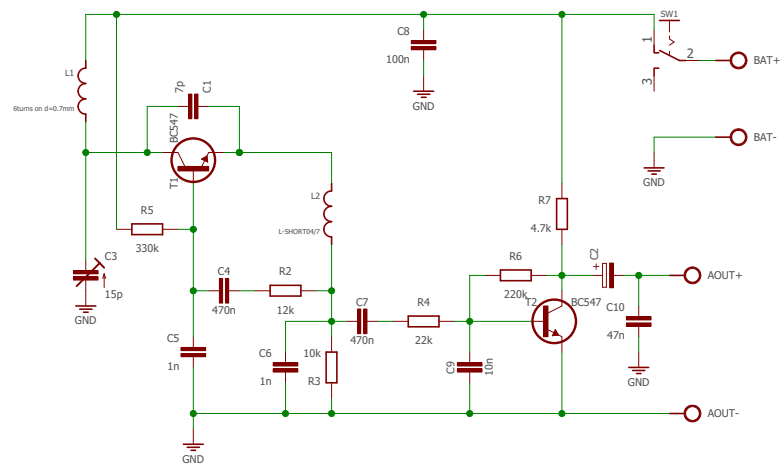 SW1
C8
100n
GND
1
2
3
BAT+
BAT-
GND
L1
6turns on d=0.7mm
7p
C1
BC547
T1
R5
330k
C3
15p
GND
L2
L-SHORT04/7
R7
4.7k
C4
470n
R2
12k
C7
470n
R4
22k
R6
220k
T2
BC547
C2
+
AOUT+
C10
47n
GND
C5
1n
C6
1n
10k
R3
C9
10n
AOUT-
GND